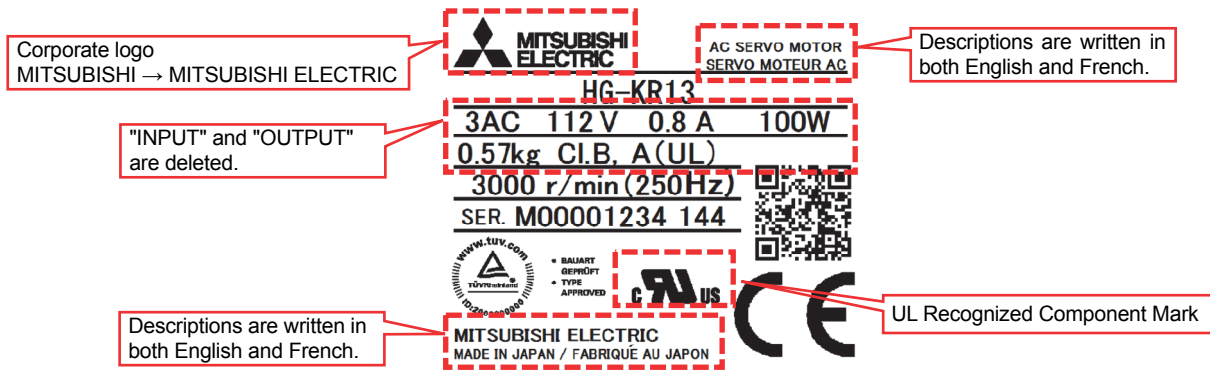 Corporate logo
MITSUBISHI → MITSUBISHI ELECTRIC
MITSUBISHI
ELECTRIC
AC SERVO MOTOR
SERVO MOTEUR AC
Descriptions are written in
both English and French.
HG-KR13
"INPUT" and "OUTPUT"
are deleted.
3AC 112 V 0.8 A 100W
0.57kg CI.B, A(UL)
3000 r/min(250Hz)
SER. M00001234 144
www.tuv.com
TÜVRheinland
• BAUART
GEPRÜFT
• TYPE
APPROVED
C RU US
CE
UL Recognized Component Mark
Descriptions are written in
both English and French.
MITSUBISHI ELECTRIC
MADE IN JAPAN / FABRIQUÉ AU JAPON